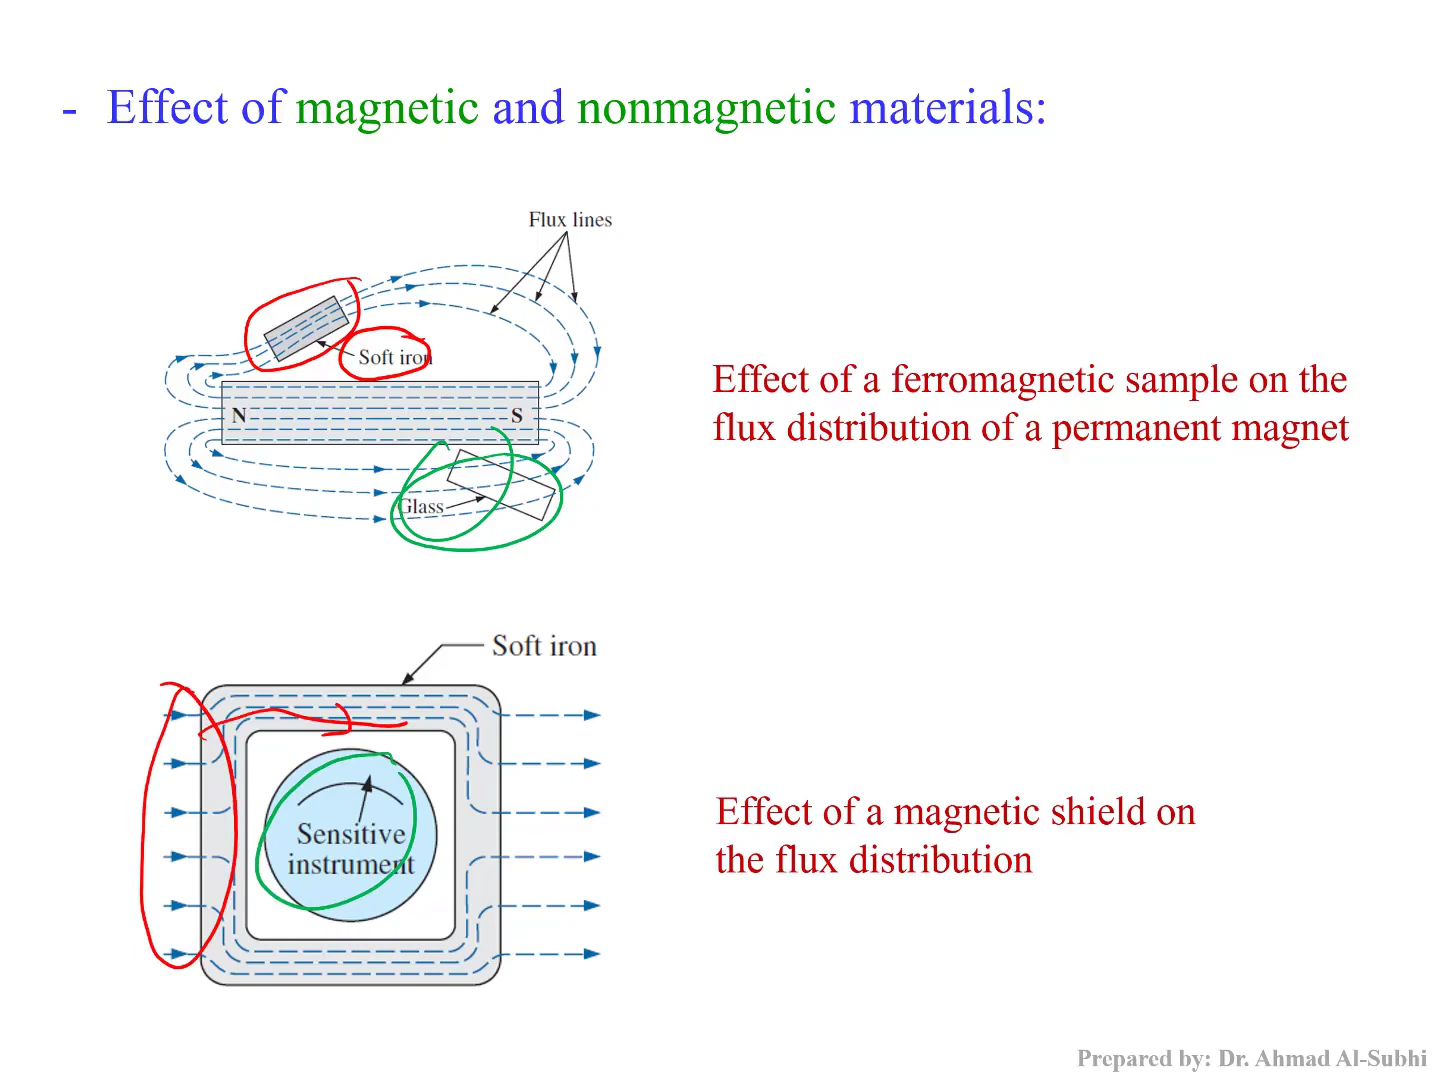 - Effect of magnetic and nonmagnetic materials:
Flux lines
Soft iron
N
S
Glass
Effect of a ferromagnetic sample on the
flux distribution of a permanent magnet
Soft iron
Sensitive
instrument
Effect of a magnetic shield on
the flux distribution
Prepared by: Dr. Ahmad Al-Subhi